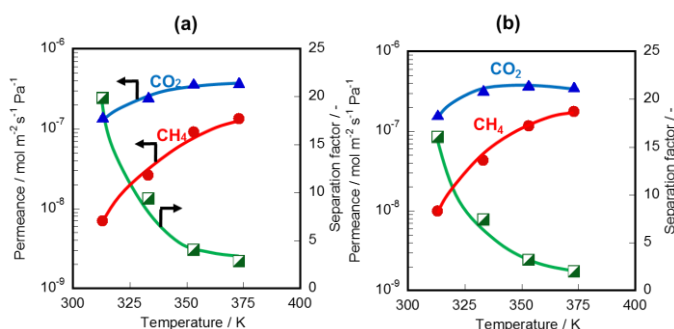 (a)
Permeance / mol m⁻² s⁻¹ Pa⁻¹
10⁻⁶
10⁻⁷
10⁻⁸
10⁻⁹
CO₂
CH₄
25
20
15
10
5
0
Separation factor / -
300 325 350 375 400
Temperature / K
(b)
Permeance / mol m⁻² s⁻¹ Pa⁻¹
10⁻⁶
10⁻⁷
10⁻⁸
10⁻⁹
CO₂
CH₄
25
20
15
10
5
0
Separation factor / -
300 325 350 375 400
Temperature / K